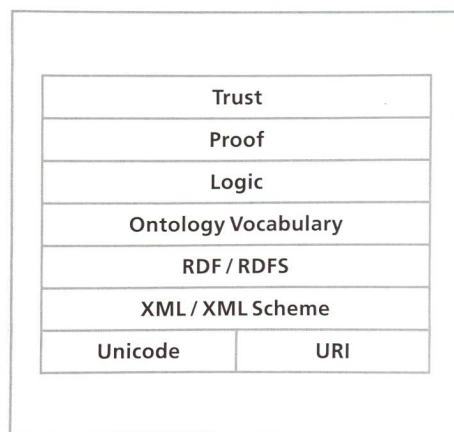 Trust
Proof
Logic
Ontology Vocabulary
RDF / RDFS
XML / XML Scheme
Unicode URI